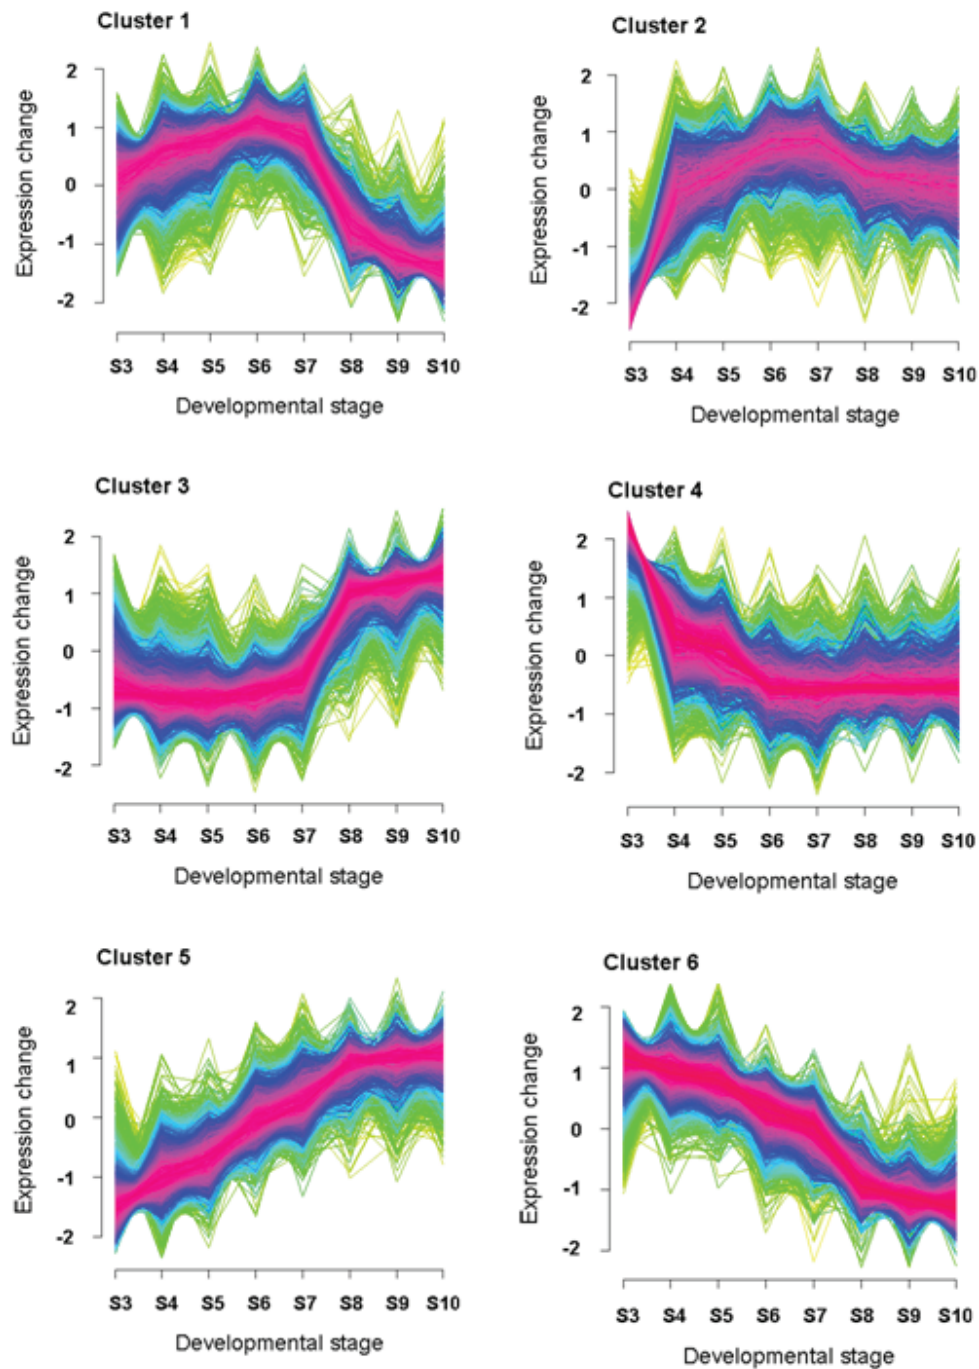 Cluster 1
Expression change
2
1
0
-1
-2
S3 S4 S5 S6 S7 S8 S9 S10
Developmental stage
Cluster 2
Expression change
2
1
0
-1
-2
S3 S4 S5 S6 S7 S8 S9 S10
Developmental stage
Cluster 3
Expression change
2
1
0
-1
-2
S3 S4 S5 S6 S7 S8 S9 S10
Developmental stage
Cluster 4
Expression change
2
1
0
-1
-2
S3 S4 S5 S6 S7 S8 S9 S10
Developmental stage
Cluster 5
Expression change
2
1
0
-1
-2
S3 S4 S5 S6 S7 S8 S9 S10
Developmental stage
Cluster 6
Expression change
2
1
0
-1
-2
S3 S4 S5 S6 S7 S8 S9 S10
Developmental stage